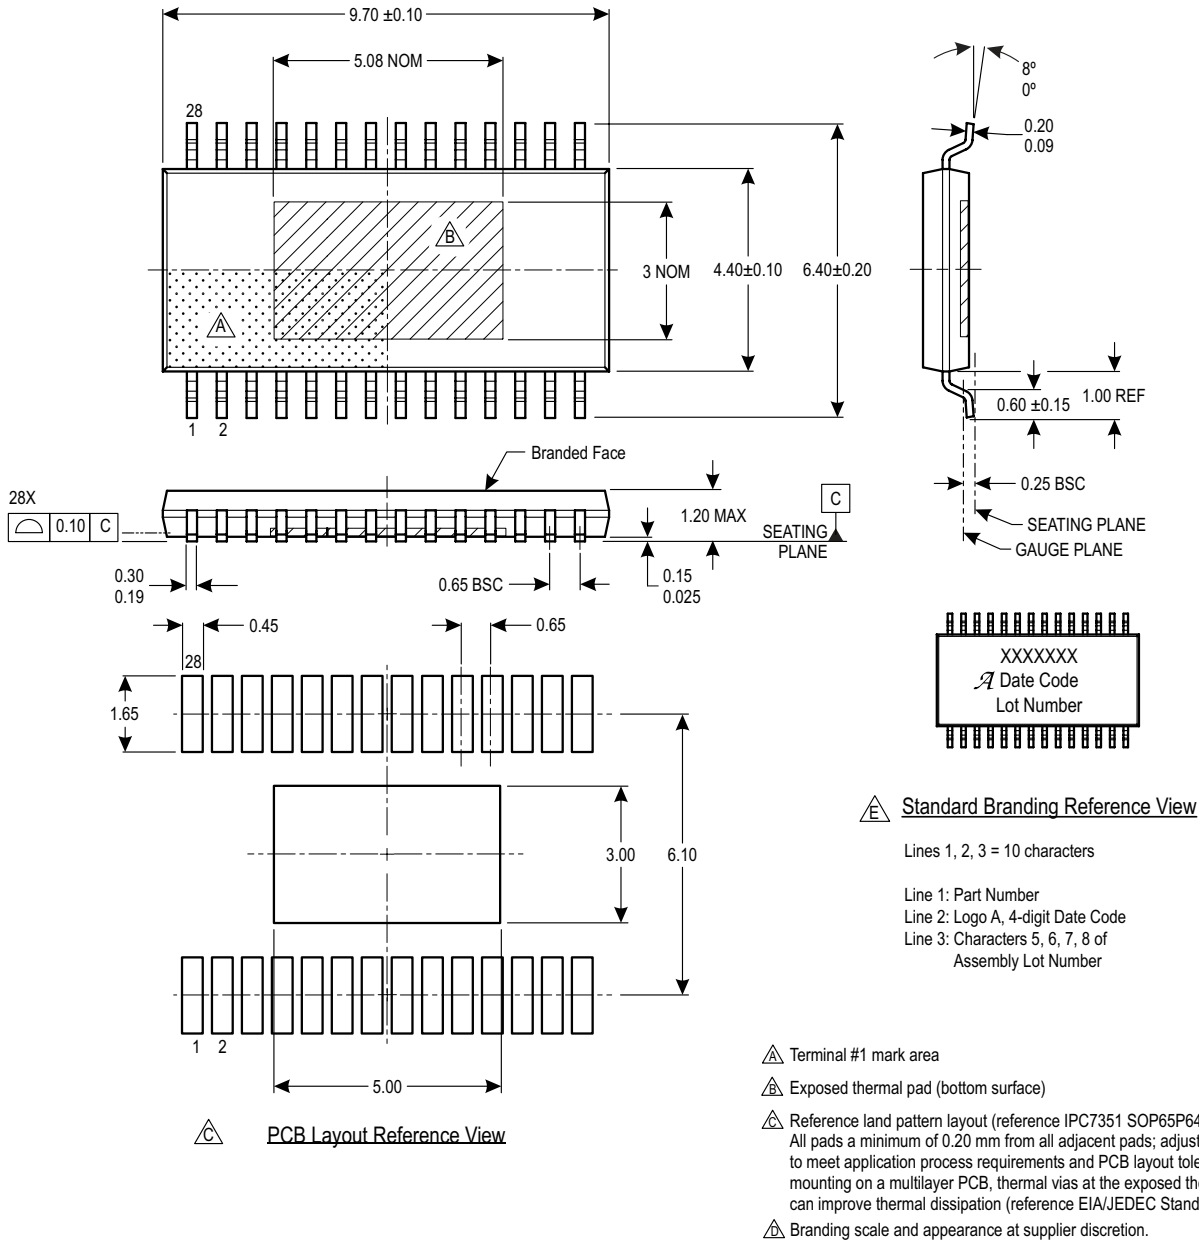 9.70 ±0.10
5.08 NOM
28
8º
0º
0.20
0.09
B
3 NOM
4.40±0.10
6.40±0.20
A
1 2
0.60 ±0.15
1.00 REF
Branded Face
0.25 BSC
28X
0.10 C
1.20 MAX
C
SEATING
PLANE
SEATING PLANE
GAUGE PLANE
0.30
0.19
0.65 BSC
0.15
0.025
0.45
0.65
28
1.65
XXXXXXX
A Date Code
Lot Number
E Standard Branding Reference View
3.00
6.10
Lines 1, 2, 3 = 10 characters
Line 1: Part Number
Line 2: Logo A, 4-digit Date Code
Line 3: Characters 5, 6, 7, 8 of
Assembly Lot Number
1 2
5.00
C PCB Layout Reference View
A Terminal #1 mark area
B Exposed thermal pad (bottom surface)
C Reference land pattern layout (reference IPC7351 SOP65P64
All pads a minimum of 0.20 mm from all adjacent pads; adjust
to meet application process requirements and PCB layout tole
mounting on a multilayer PCB, thermal vias at the exposed the
can improve thermal dissipation (reference EIA/JEDEC Stand
D Branding scale and appearance at supplier discretion.